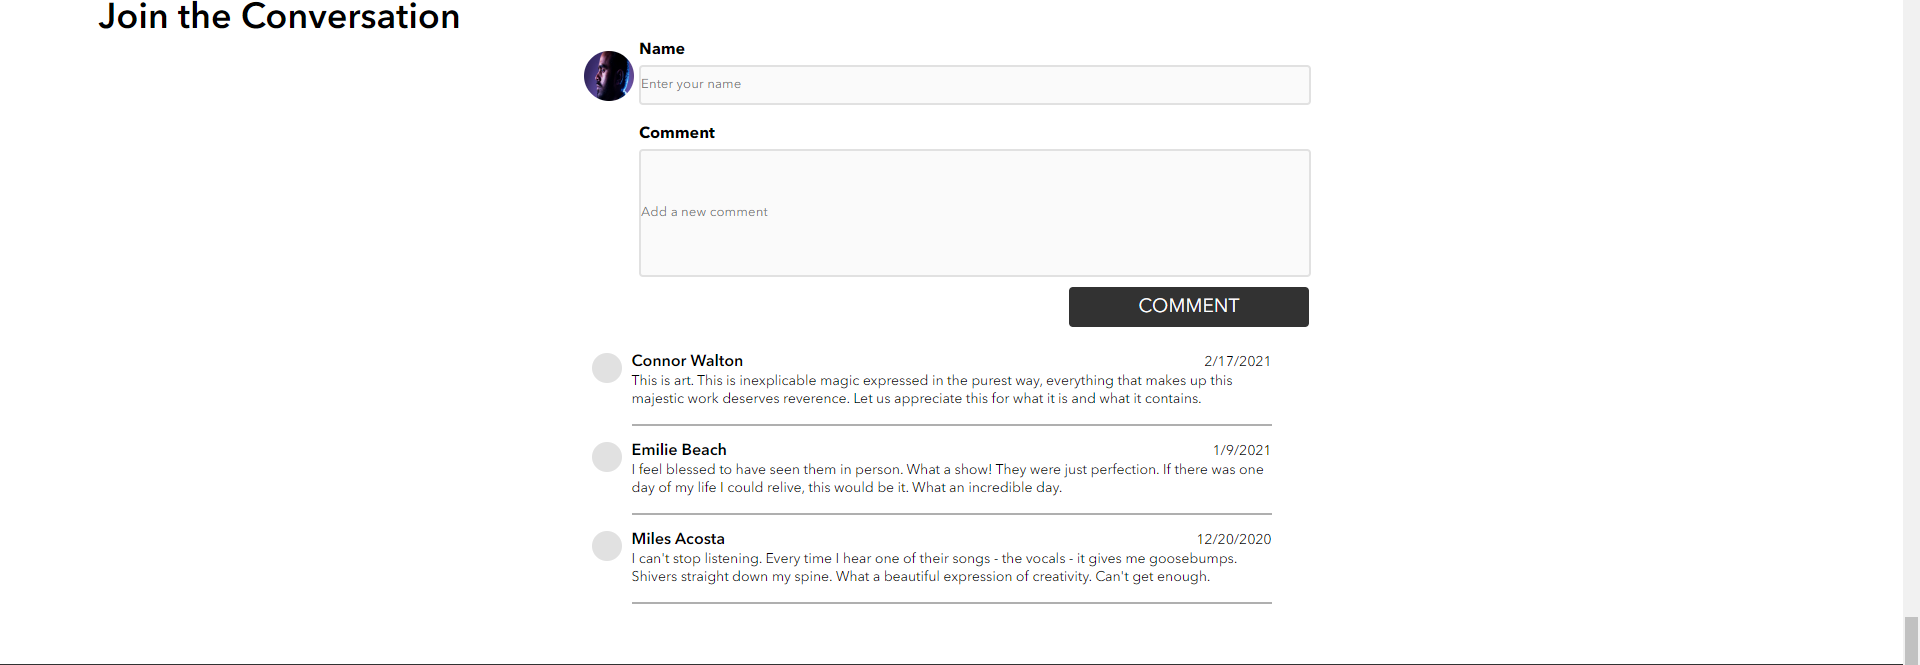 Join the Conversation
Name
Enter your name
Comment
Add a new comment
COMMENT
Connor Walton 2/17/2021
This is art. This is inexplicable magic expressed in the purest way, everything that makes up this
majestic work deserves reverence. Let us appreciate this for what it is and what it contains.
Emilie Beach 1/9/2021
I feel blessed to have seen them in person. What a show! They were just perfection. If there was one
day of my life I could relive, this would be it. What an incredible day.
Miles Acosta 12/20/2020
I can't stop listening. Every time I hear one of their songs - the vocals - it gives me goosebumps.
Shivers straight down my spine. What a beautiful expression of creativity. Can't get enough.